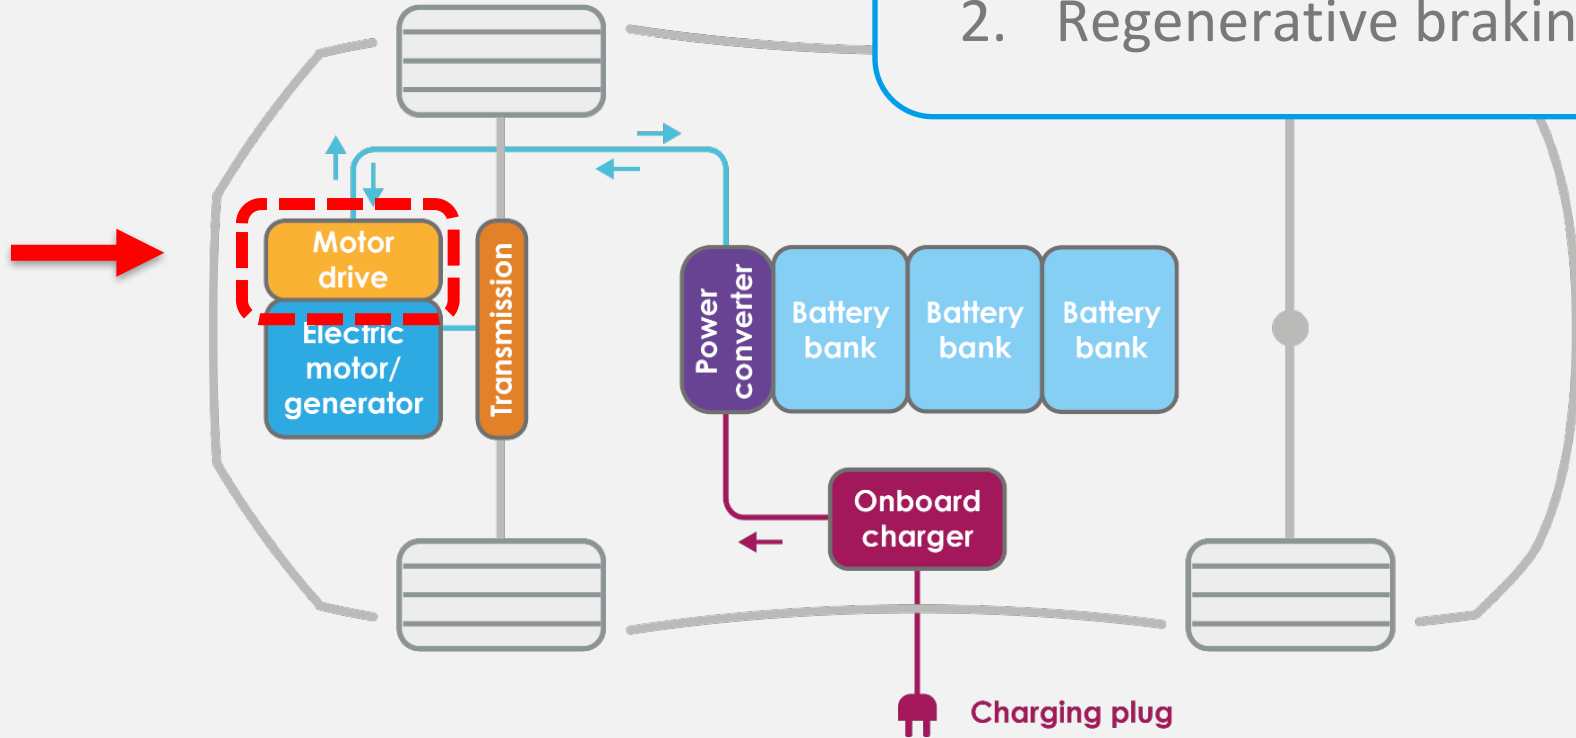 2. Regenerative brakin
Motor
drive
Electric
motor/
generator
Transmission
Power
converter
Battery
bank
Battery
bank
Battery
bank
Onboard
charger
Charging plug